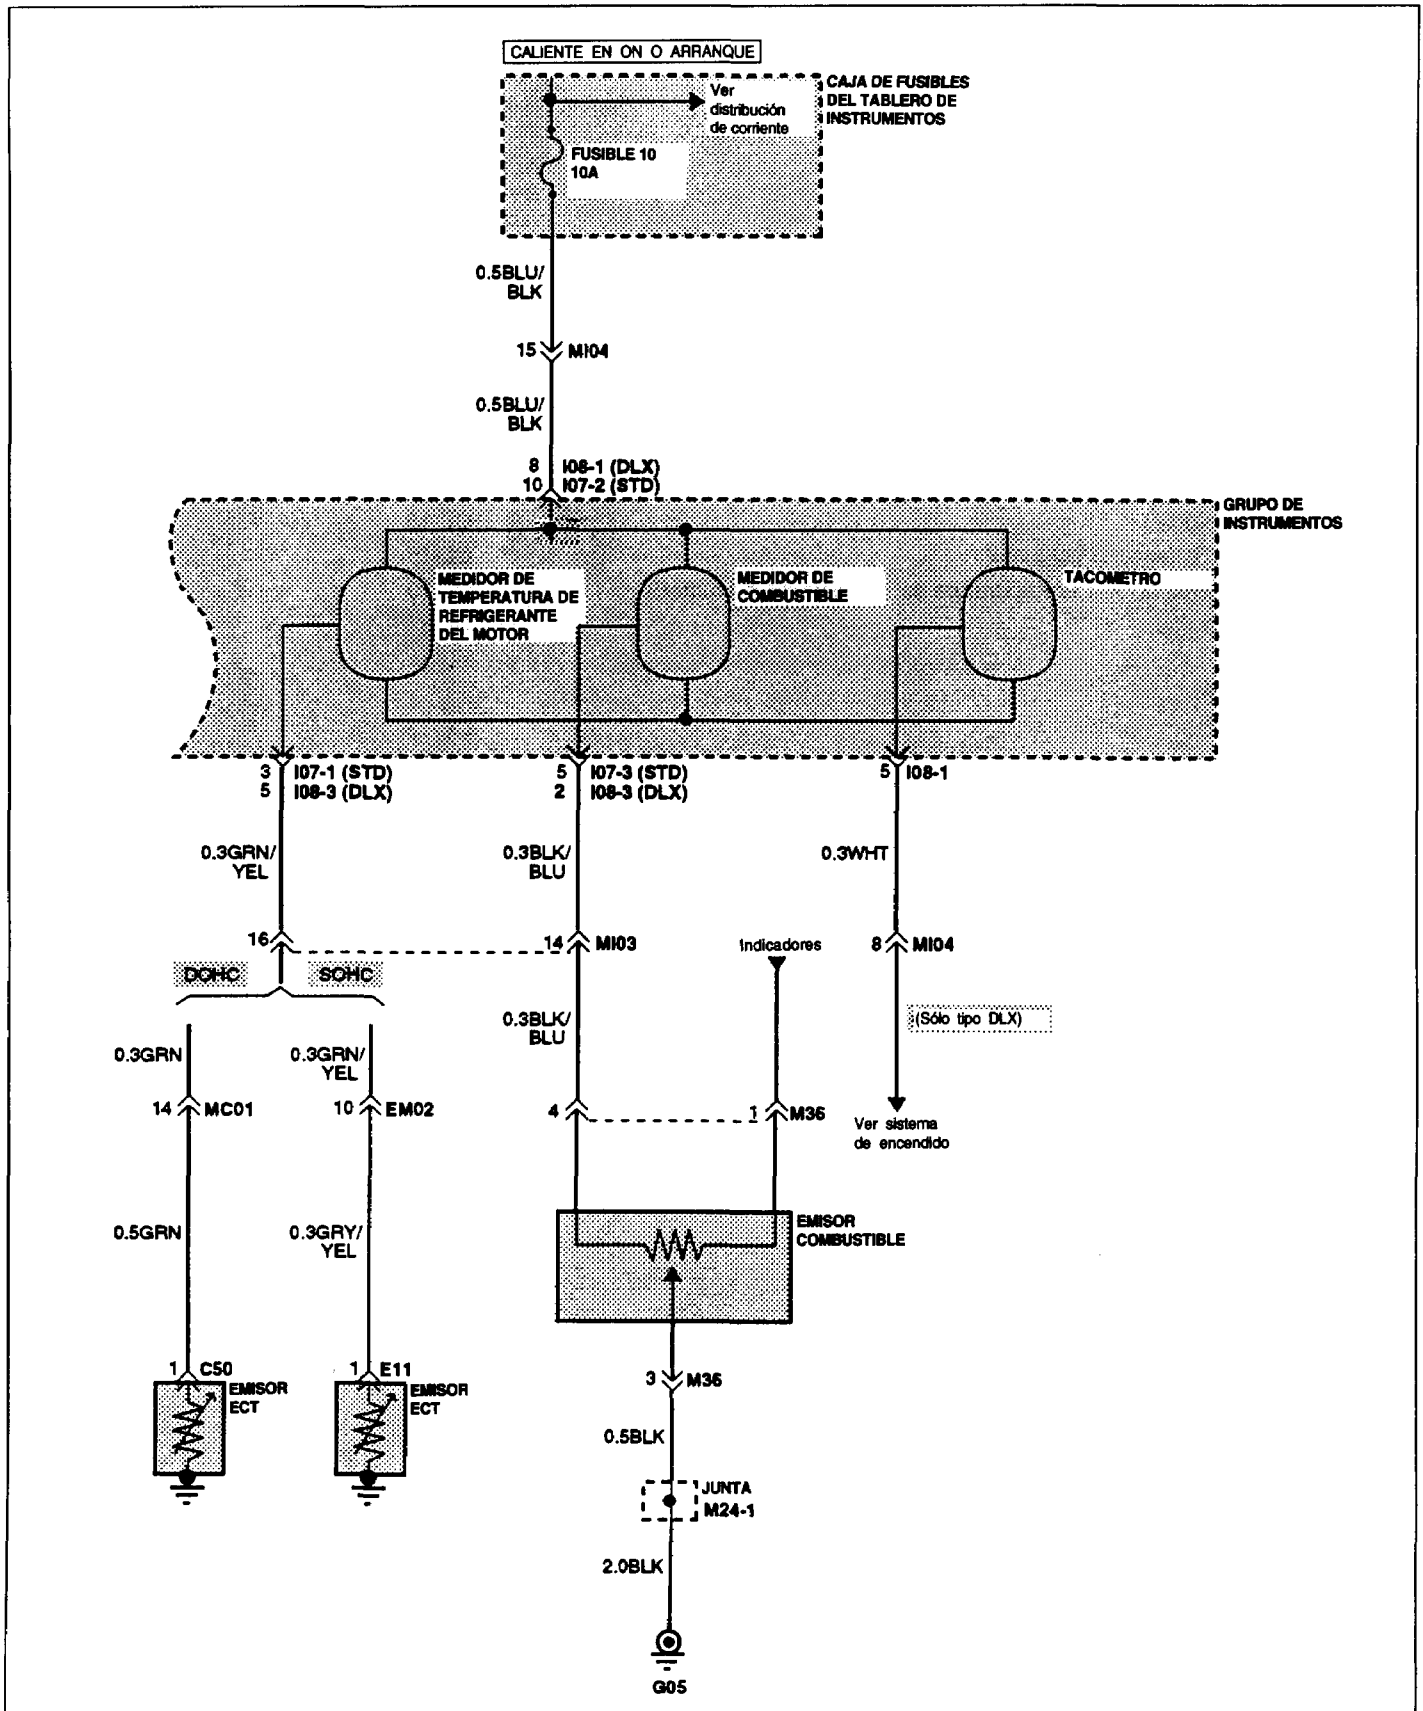 CALIENTE EN ON O ARRANQUE
Ver
distribución
de corriente
CAJA DE FUSIBLES
DEL TABLERO DE
INSTRUMENTOS
FUSIBLE 10
10A
0.5BLU/
BLK
15 MI04
0.5BLU/
BLK
8 I08-1 (DLX)
10 I07-2 (STD)
GRUPO DE
INSTRUMENTOS
MEDIDOR DE
TEMPERATURA DE
REFRIGERANTE
DEL MOTOR
MEDIDOR DE
COMBUSTIBLE
TACOMETRO
3 I07-1 (STD)
5 I08-3 (DLX)
5 I07-3 (STD)
2 I08-3 (DLX)
5 I08-1
0.3GRN/
YEL
0.3BLK/
BLU
0.3WHT
16
14 MI03
Indicadores
8 MI04
DOHC SOHC
0.3BLK/
BLU
(Sólo tipo DLX)
0.3GRN
0.3GRN/
YEL
14 MC01
10 EM02
4
1 M36
Ver sistema
de encendido
0.5GRN
0.3GRY/
YEL
EMISOR
COMBUSTIBLE
1 C50
EMISOR
ECT
1 E11
EMISOR
ECT
3 M36
0.5BLK
JUNTA
M24-1
2.0BLK
G05